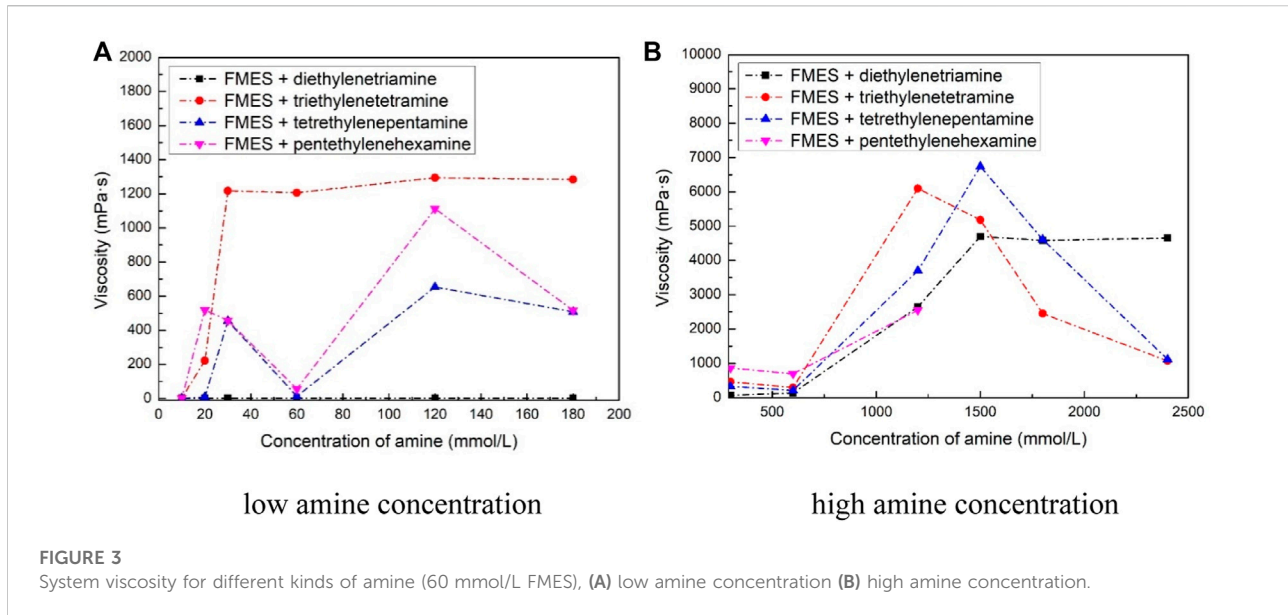 A
2000
1800
1600
1400
1200
1000
800
600
400
200
0
Viscosity (mPa·s)
FMES + diethylenetriamine
FMES + triethylenetetramine
FMES + tetrethylenepentamine
FMES + pentethylenehexamine
0 20 40 60 80 100 120 140 160 180 200
Concentration of amine (mmol/L)
low amine concentration
B
10000
9000
8000
7000
6000
5000
4000
3000
2000
1000
0
Viscosity (mPa·s)
FMES + diethylenetriamine
FMES + triethylenetetramine
FMES + tetrethylenepentamine
FMES + pentethylenehexamine
500 1000 1500 2000 2500
Concentration of amine (mmol/L)
high amine concentration
FIGURE 3
System viscosity for different kinds of amine (60 mmol/L FMES), (A) low amine concentration (B) high amine concentration.